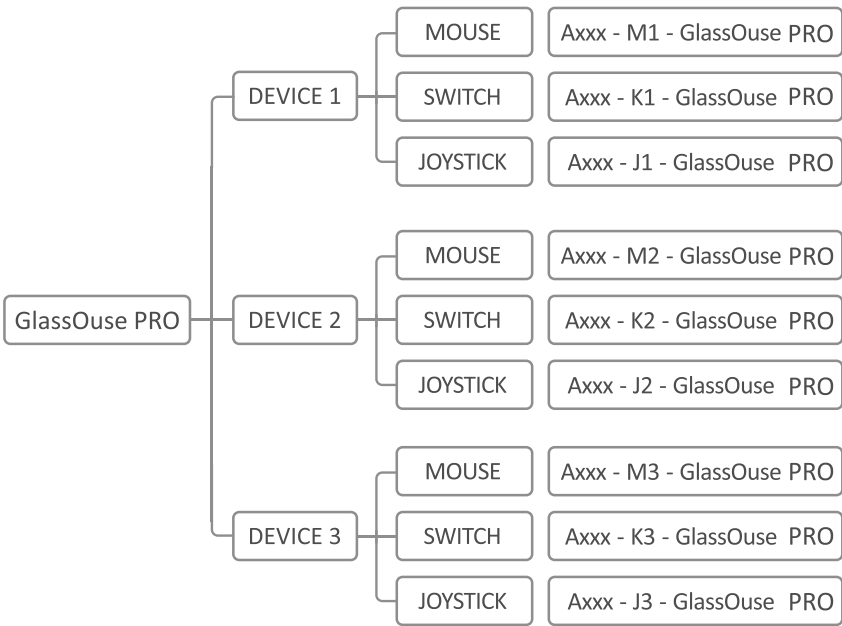 MOUSE Axxx - M1 - GlassOuse PRO
DEVICE 1 SWITCH Axxx - K1 - GlassOuse PRO
JOYSTICK Axxx - J1 - GlassOuse PRO
MOUSE Axxx - M2 - GlassOuse PRO
GlassOuse PRO DEVICE 2 SWITCH Axxx - K2 - GlassOuse PRO
JOYSTICK Axxx - J2 - GlassOuse PRO
MOUSE Axxx - M3 - GlassOuse PRO
DEVICE 3 SWITCH Axxx - K3 - GlassOuse PRO
JOYSTICK Axxx - J3 - GlassOuse PRO